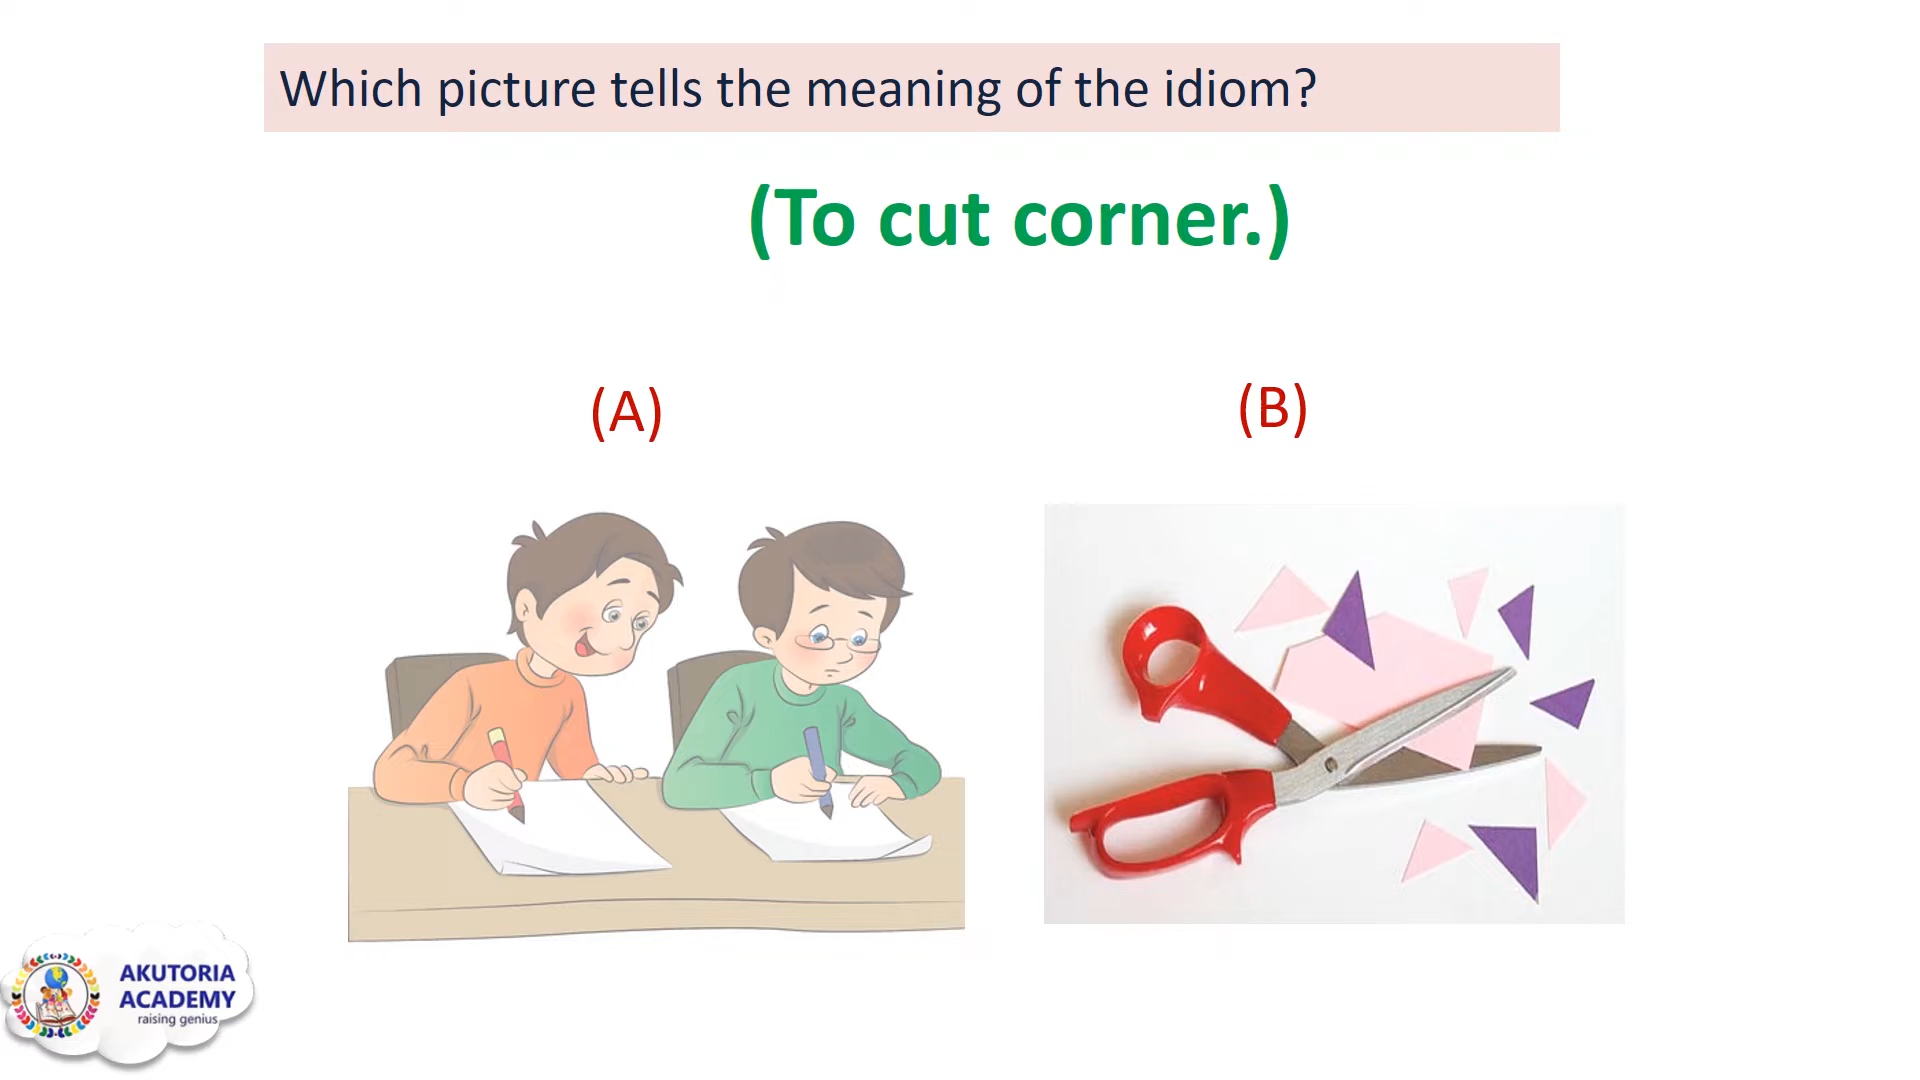 Which picture tells the meaning of the idiom?
(To cut corner.)
(A)
(B)
AKUTORIA
ACADEMY
raising genius